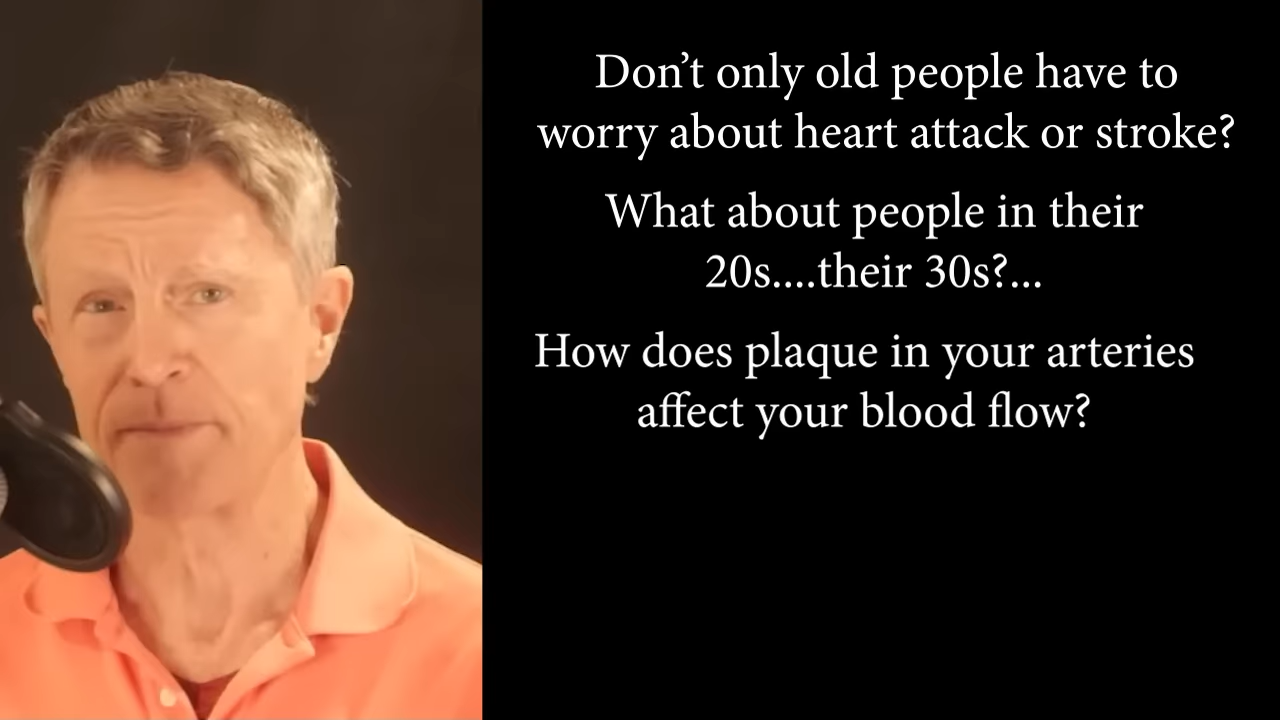 Don’t only old people have to
worry about heart attack or stroke?
What about people in their
20s....their 30s?...
How does plaque in your arteries
affect your blood flow?